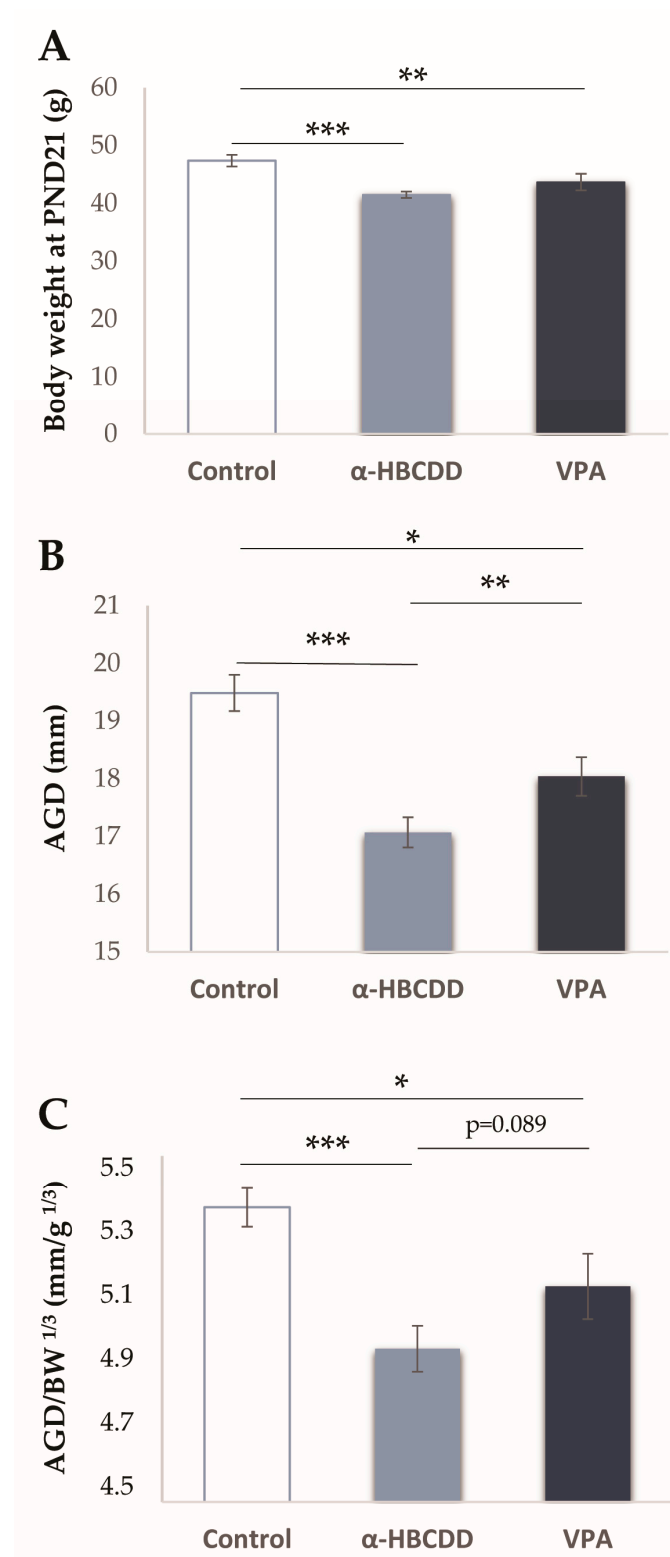 A
Body weight at PND21 (g)
60
50
40
30
20
10
0
**
***
Control α-HBCDD VPA
B
AGD (mm)
21
20
19
18
17
16
15
*
**
***
Control α-HBCDD VPA
C
AGD/BW 1/3 (mm/g 1/3)
5.5
5.3
5.1
4.9
4.7
4.5
*
p=0.089
***
Control α-HBCDD VPA